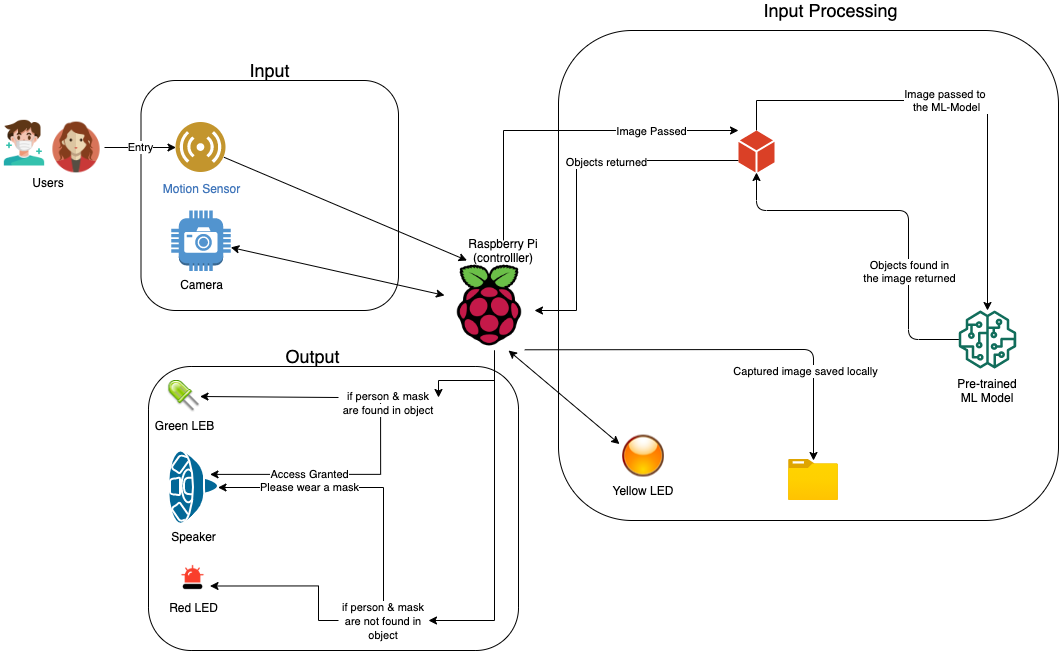 Input Processing
Input
Users
Entry
Motion Sensor
Camera
Raspberry Pi
(controlller)
Image Passed
Objects returned
Image passed to
the ML-Model
Objects found in
the image returned
Pre-trained
ML Model
Captured image saved locally
Yellow LED
Output
if person & mask
are found in object
Green LEB
Access Granted
Please wear a mask
Speaker
Red LED
if person & mask
are not found in
object